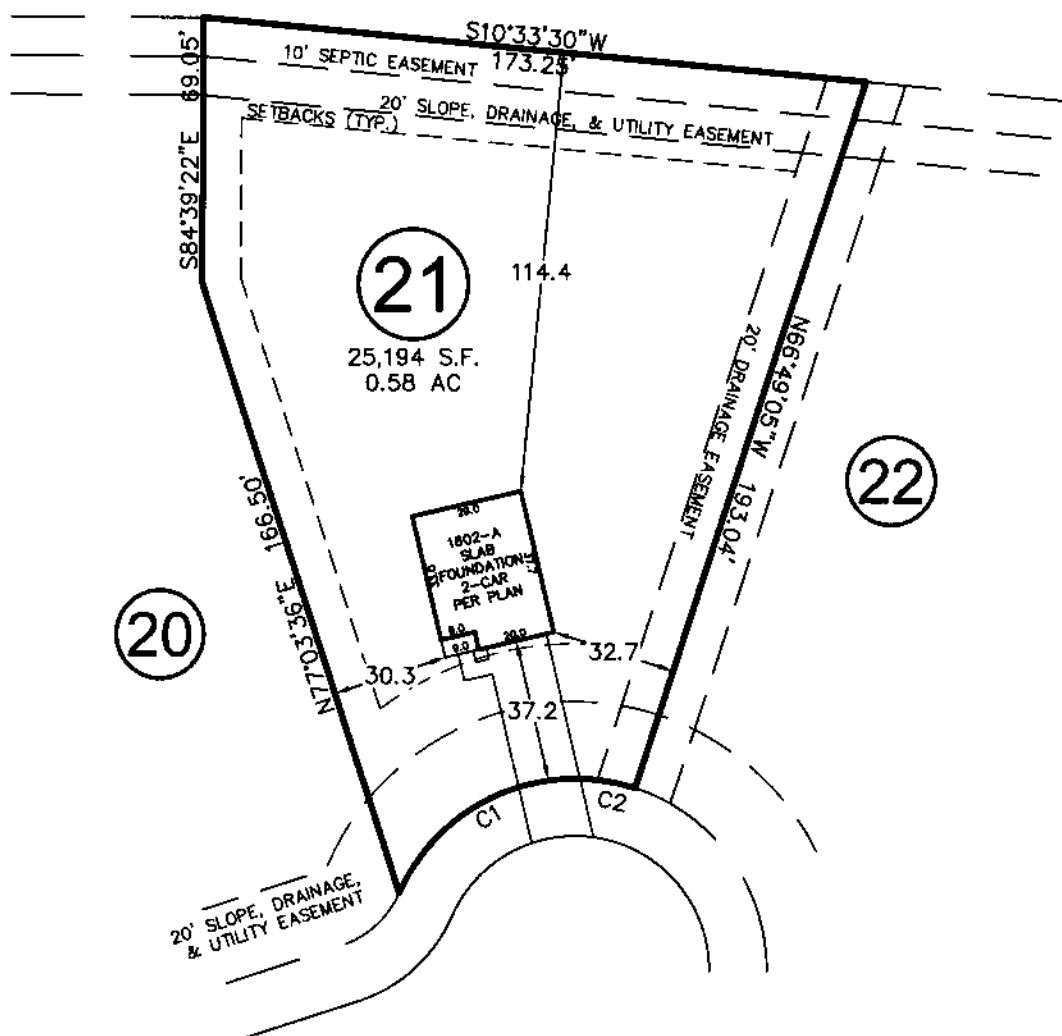 S10°33'30"W
173.25'
69.05'
S84°39'22"E
10' SEPTIC EASEMENT
20' SLOPE, DRAINAGE, & UTILITY EASEMENT
SETBACKS (TYP.)
21
25,194 S.F.
0.58 AC
114.4
20' DRAINAGE EASEMENT
N66°49'05"W 193.04'
22
N77°03'36"E 166.50'
20
1802-A
SLAB
FOUNDATION
2-CAR
PER PLAN
20.0
30.3
32.7
37.2
C1
C2
20' SLOPE, DRAINAGE,
& UTILITY EASEMENT